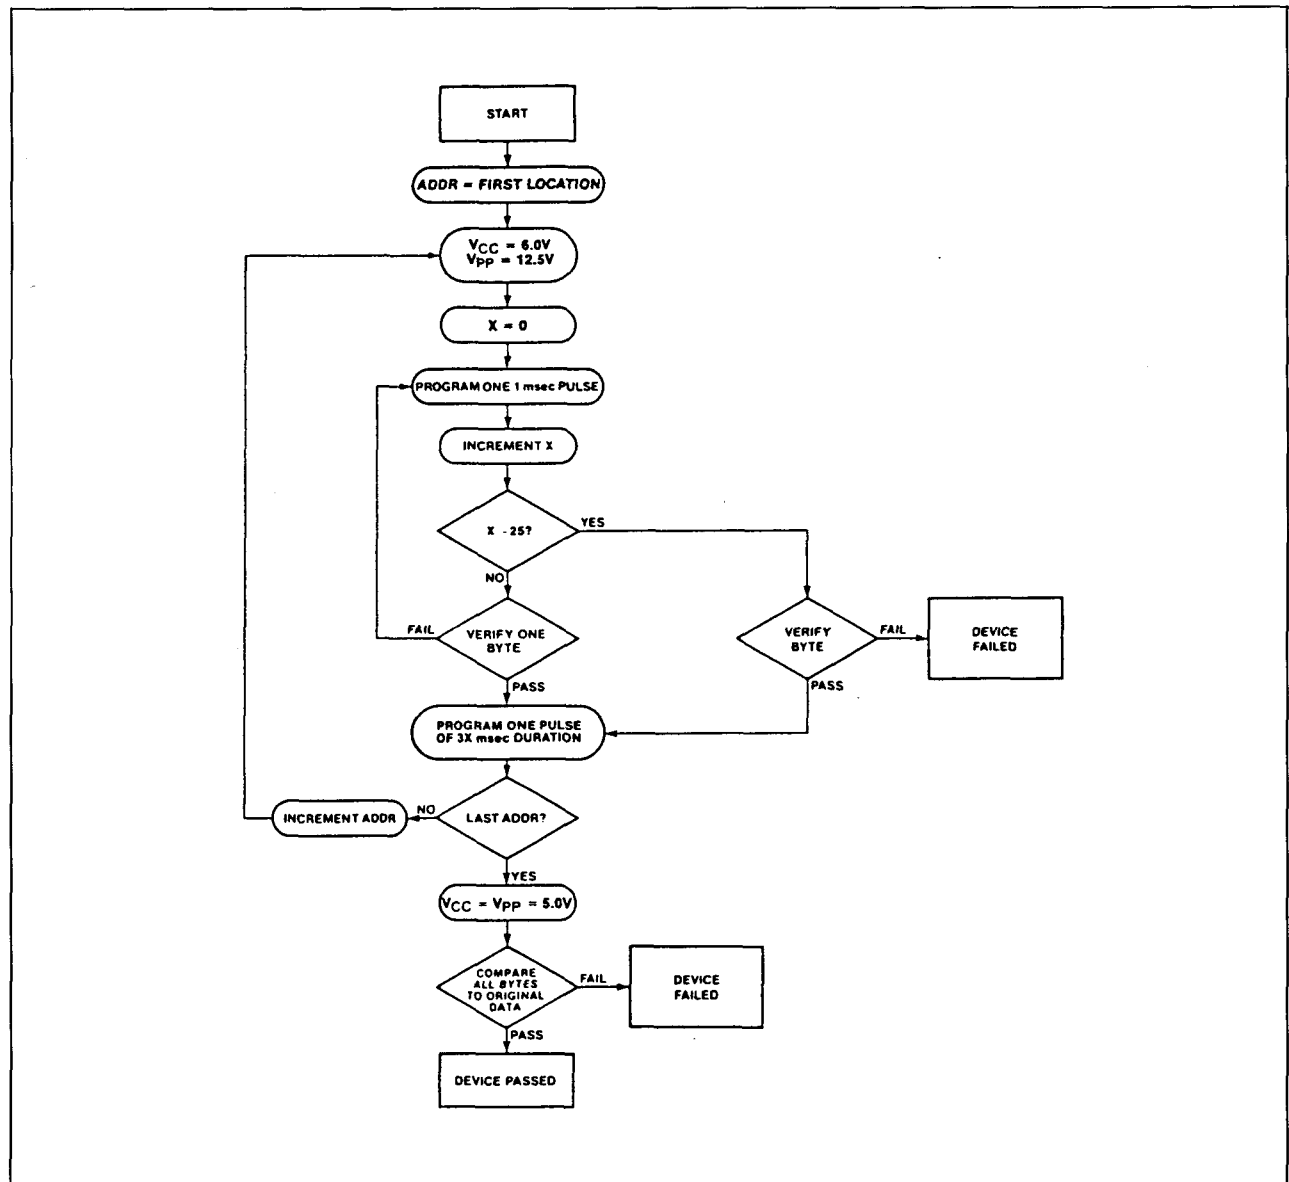 START
ADDR = FIRST LOCATION
VCC = 6.0V
VPP = 12.5V
X = 0
PROGRAM ONE 1 msec PULSE
INCREMENT X
X - 25?
YES
NO
VERIFY ONE
BYTE
FAIL
PASS
VERIFY
BYTE
FAIL
PASS
DEVICE
FAILED
PROGRAM ONE PULSE
OF 3X msec DURATION
LAST ADDR?
NO
INCREMENT ADDR
YES
VCC = VPP = 5.0V
COMPARE
ALL BYTES
TO ORIGINAL
DATA
FAIL
DEVICE
FAILED
PASS
DEVICE PASSED